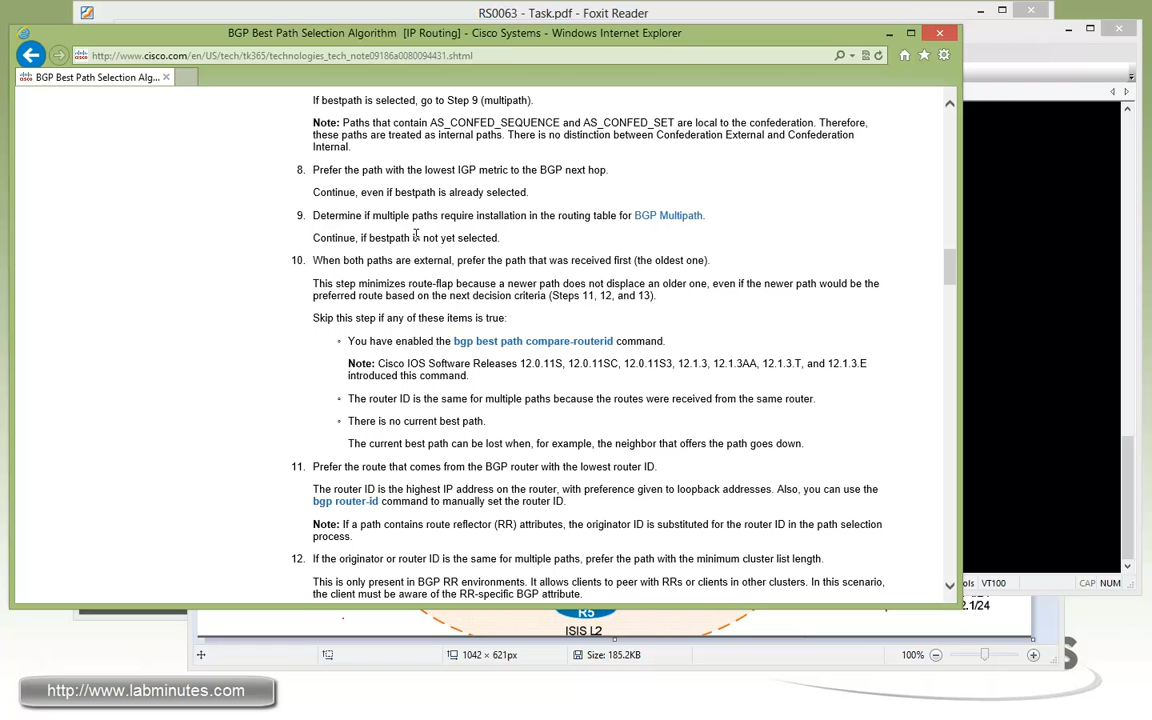 RS0063 - Task.pdf - Foxit Reader
BGP Best Path Selection Algorithm [IP Routing] - Cisco Systems - Windows Internet Explorer
http://www.cisco.com/en/US/tech/tk365/technologies_tech_note09186a0080094431.shtml
BGP Best Path Selection Alg...
If bestpath is selected, go to Step 9 (multipath).
Note: Paths that contain AS_CONFED_SEQUENCE and AS_CONFED_SET are local to the confederation. Therefore,
these paths are treated as internal paths. There is no distinction between Confederation External and Confederation
Internal.
8. Prefer the path with the lowest IGP metric to the BGP next hop.
Continue, even if bestpath is already selected.
9. Determine if multiple paths require installation in the routing table for BGP Multipath.
Continue, if bestpath is not yet selected.
10. When both paths are external, prefer the path that was received first (the oldest one).
This step minimizes route-flap because a newer path does not displace an older one, even if the newer path would be the
preferred route based on the next decision criteria (Steps 11, 12, and 13).
Skip this step if any of these items is true:
You have enabled the bgp best path compare-routerid command.
Note: Cisco IOS Software Releases 12.0.11S, 12.0.11SC, 12.0.11S3, 12.1.3, 12.1.3AA, 12.1.3.T, and 12.1.3.E
introduced this command.
The router ID is the same for multiple paths because the routes were received from the same router.
There is no current best path.
The current best path can be lost when, for example, the neighbor that offers the path goes down.
11. Prefer the route that comes from the BGP router with the lowest router ID.
The router ID is the highest IP address on the router, with preference given to loopback addresses. Also, you can use the
bgp router-id command to manually set the router ID.
Note: If a path contains route reflector (RR) attributes, the originator ID is substituted for the router ID in the path selection
process.
12. If the originator or router ID is the same for multiple paths, prefer the path with the minimum cluster list length.
This is only present in BGP RR environments. It allows clients to peer with RRs or clients in other clusters. In this scenario,
the client must be aware of the RR-specific BGP attribute.
ols VT100 CAP NUM
2.1/24
R5
ISIS L2
1042 × 621px Size: 185.2KB 100%
http://www.labminutes.com